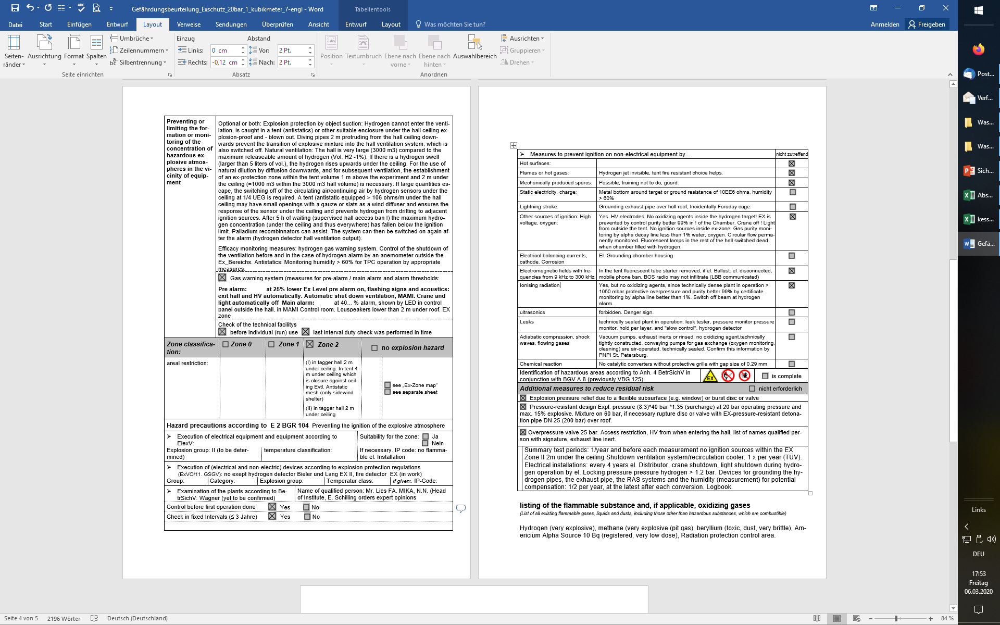 Gefährdungsbeurteilung_Exschutz_20bar_1_kubikmeter_7-engl - Word
Tabellentools
Datei Start Einfügen Entwurf Layout Verweise Sendungen Überprüfen Ansicht Entwurf Layout Was möchten Sie tun? Anmelden Freigeben
Seiten-
ränder
Ausrichtung
Format
Spalten
Umbrüche
Zeilennummern
Silbentrennung
Seite einrichten
Einzug
Links: 0 cm
Rechts: -0,12 cm
Abstand
Vor: 2 Pt.
Nach: 2 Pt.
Absatz
Position
Textumbruch
Ebene nach
vorne
Ebene nach
hinten
Auswahlbereich
Ausrichten
Gruppieren
Drehen
Anordnen
Preventing or
limiting the for-
mation or moni-
toring of the
concentration of
hazardous ex-
plosive atmos-
pheres in the vi-
cinity of equip-
ment
Optional or both: Explosion protection by object suction: Hydrogen cannot enter the venti-
lation, is caught in a tent (antistatics) or other suitable enclosure under the hall ceiling ex-
plosion-proof and - blown out. Diving pipes 2 m protruding from the hall ceiling down-
wards prevent the transition of explosive mixture into the hall ventilation system, which is
also switched off. Natural ventilation: The hall is very large (3000 m3) compared to the
maximum releaseable amount of hydrogen (Vol. H2 -1%). If there is a hydrogen swell
(larger than 5 liters of vol.), the hydrogen rises upwards under the ceiling. For the use of
natural dilution by diffusion downwards, and for subsequent ventilation, the establishment
of an ex-protection zone within the tent volume 1 m above the experiment and 2 m under
the ceiling (=1000 m3 within the 3000 m3 hall volume) is necessary. If large quantities es-
cape, the switching off of the circulating air/continuing air by hydrogen sensors under the
ceiling at 1/4 UEG is required. A tent (antistatic equipped > 106 ohms/m under the hall
ceiling may have small openings with a gauze or slats as a wind diffuser and ensures the
response of the sensor under the ceiling and prevents hydrogen from drifting to adjacent
ignition sources. After 5 h of waiting (supervised hall access ban !) the maximum hydro-
gen concentration (under the ceiling and thus everywhere) has fallen below the ignition
limit. Palladium recombinnators can assist. The system can then be switched on again af-
ter the alarm (hydrogen detector hall ventilation output).
Efficacy monitoring measures: hydrogen gas warning system. Control of the shutdown of
the ventilation before and in the case of hydrogen alarm by an anemometer outside the
Ex_Bereichs. Antistatics: Monitoring humidity > 60% for TPC operation by appropriate
measures.
Gas warning system (measures for pre-alarm / main alarm and alarm thresholds:
Pre alarm: at 25% lower Ex Level pre alarm on, flashing signs and acoustics:
exit hall and HV automatically. Automatic shut down ventilation, MAMI. Crane and
light automatically off Main alarm: at 40... % alarm, shown by LED in control
panel outside the hall, in MAMI Control room. Louspeakers lower than 2 m under roof. EX
zone
Check of the technical facilitys
before individual (run) use last interval duty check was performed in time
Zone classifica-
tion:
Zone 0 Zone 1 Zone 2 no explosion hazard
areal restriction:
(I) in tagger hall 2 m
under ceiling. In tent 4
m under ceiling which
is closure against ceil-
ing Evtl. Antistatic
mesh (only sidewind
shelter)
(II) in tagger hall 2 m
under ceiling
see „Ex-Zone map“
see separate sheet
Hazard precautions according to E 2 BGR 104 Preventing the ignition of the explosive atmosphere
➢ Execution of electrical equipment and equipment according to
ElexV:
Suitability for the zone: Ja
Nein
Explosion group: II (to be deter-
mined)
temperature classification:
If necessary. IP code: no flamma-
ble el. Installation
➢ Execution of (electrical and non-electric) devices according to explosion protection regulations
(ExVO/11. GSGV): no exept hydrogen detector Bieler und Lang EX II, fire detector EX (in work)
Group: Category: Explosion group: Temperatur class: If given:. IP-Code:
➢ Examination of the plants according to Be-
trSichV: Wagner (yet to be confirmed)
Name of qualified person: Mr. Lies FA. MIKA, N.N. (Head
of Institute, E. Schilling orders expert opinions
Control before first operation done Yes No
Check in fixed Intervals (≤ 3 Jahre) Yes No
➢ Measures to prevent ignition on non-electrical equipment by... nicht zutreffend
Hot surfaces:
Flames or hot gases: Hydrogen jet invisible, tent fire resistant choice helps.
Mechanically produced sparcs: Possible, training not to do, guard.
Static electricity, charge: Metal bottom around target or ground resistance of 10EE6 ohms, humidity
> 60%
Lightning stroke: Grounding exhaust pipe over hall roof, Incidentally Faraday cage.
Other sources of ignition: High
voltage, oxygen:
Yes. HV electrodes. No oxidizing agents inside the hydrogen target! EX is
prevented by control purity better 99% in ! of the Chamber. Crane off ! Light
from outside the tent. No ignition sources inside ex-zone. Gas purity moni-
toring by alpha decay line less than 1% water, oxygen. Circular flow perma-
nently monitored. Fluorescent lamps in the rest of the hall switched dead
when chamber filled with hydrogen.
Electrical balancing currents,
cathode. Corrosion
El. Grounding chamber housing
Electromagnetic fields with fre-
quencies from 9 kHz to 300 kHz
In the tent fluorescent tube starter removed, if el. Ballast: el. disconnected,
mobile phone ban, BOS radio may not infiltrate (LBB communicated)
Ionising radiation
Yes, but no oxidizing agents, since technically dense plant in operation >
1050 mbar protective overpressure and purity better 99% by certificate
monitoring by alpha line better than 1%. Switch off beam at hydrogen
alarm.
ultrasonics forbidden. Danger sign.
Leaks technically sealed plant in operation, leak tester, pressure monitor pressure
monitor, hold per layer, and "slow control", hydrogen detector
Adiabatic compression, shock
waves, flowing gases
Vacuum pumps, exhaust inerts or rinsed, no oxidizing agent,technically
tightly constructed, conveying pumps for gas exchange (oxygen monitoring,
cleaning) are air-operated, technically sealed. Confirm this information by
PNPI St. Petersburg.
Chemical reaction No catalytic converters without protective grille with gap size of 0.29 mm
Identification of hazardous areas according to Anh. 4 BetrSichV in
conjunction with BGV A 8 (previously VBG 125)
EX
is complete
Additional measures to reduce residual risk nicht erforderlich
Explosion pressure relief due to a flexible subsurface (e.g. window) or burst disc or valve
Pressure-resistant design Expl. pressure (8.3)*40 bar *1.35 (surcharge) at 20 bar operating pressure and
max. 15% explosive. Mixture on 60 bar, if necessary rupture disc or valve with EX-pressure-resistant detona-
tion pipe DN 25 (200 bar) over roof.
Overpressure valve 25 bar. Access restriction, HV from when entering the hall, list of names qualified per-
son with signature, exhaust line inert.
Summary test periods: 1/year and before each measurement no ignition sources within the EX
Zone II 2m under the ceiling Shutdown ventilation system/recirculation cooler: 1 x per year (TÜV).
Electrical installations: every 4 years el. Distributor, crane shutdown, light shutdown during hydro-
gen operation by el. Locking pressure pressure hydrogen > 1.2 bar. Devices for grounding the hy-
drogen pipes, the exhaust pipe, the RAS systems and the humidity (measurement) for potential
compensation: 1/2 per year, at the latest after each conversion. Logbook.
listing of the flammable substance and, if applicable, oxidizing gases
(List of all existing flammable gases, liquids and dusts, including those other than hazardous substances, which are combustible)
Hydrogen (very explosive), methane (very explosive (pit gas), beryllium (toxic, dust, very brittle), Am-
ericium Alpha Source 10 Bq (registered, very low dose), Radiation protection control area.
Seite 4 von 5 2196 Wörter Deutsch (Deutschland) 84 %
Post...
Verf...
Was...
Was...
Sich...
Abs...
kess...
Gefä...
Links
DEU
17:53
Freitag
06.03.2020